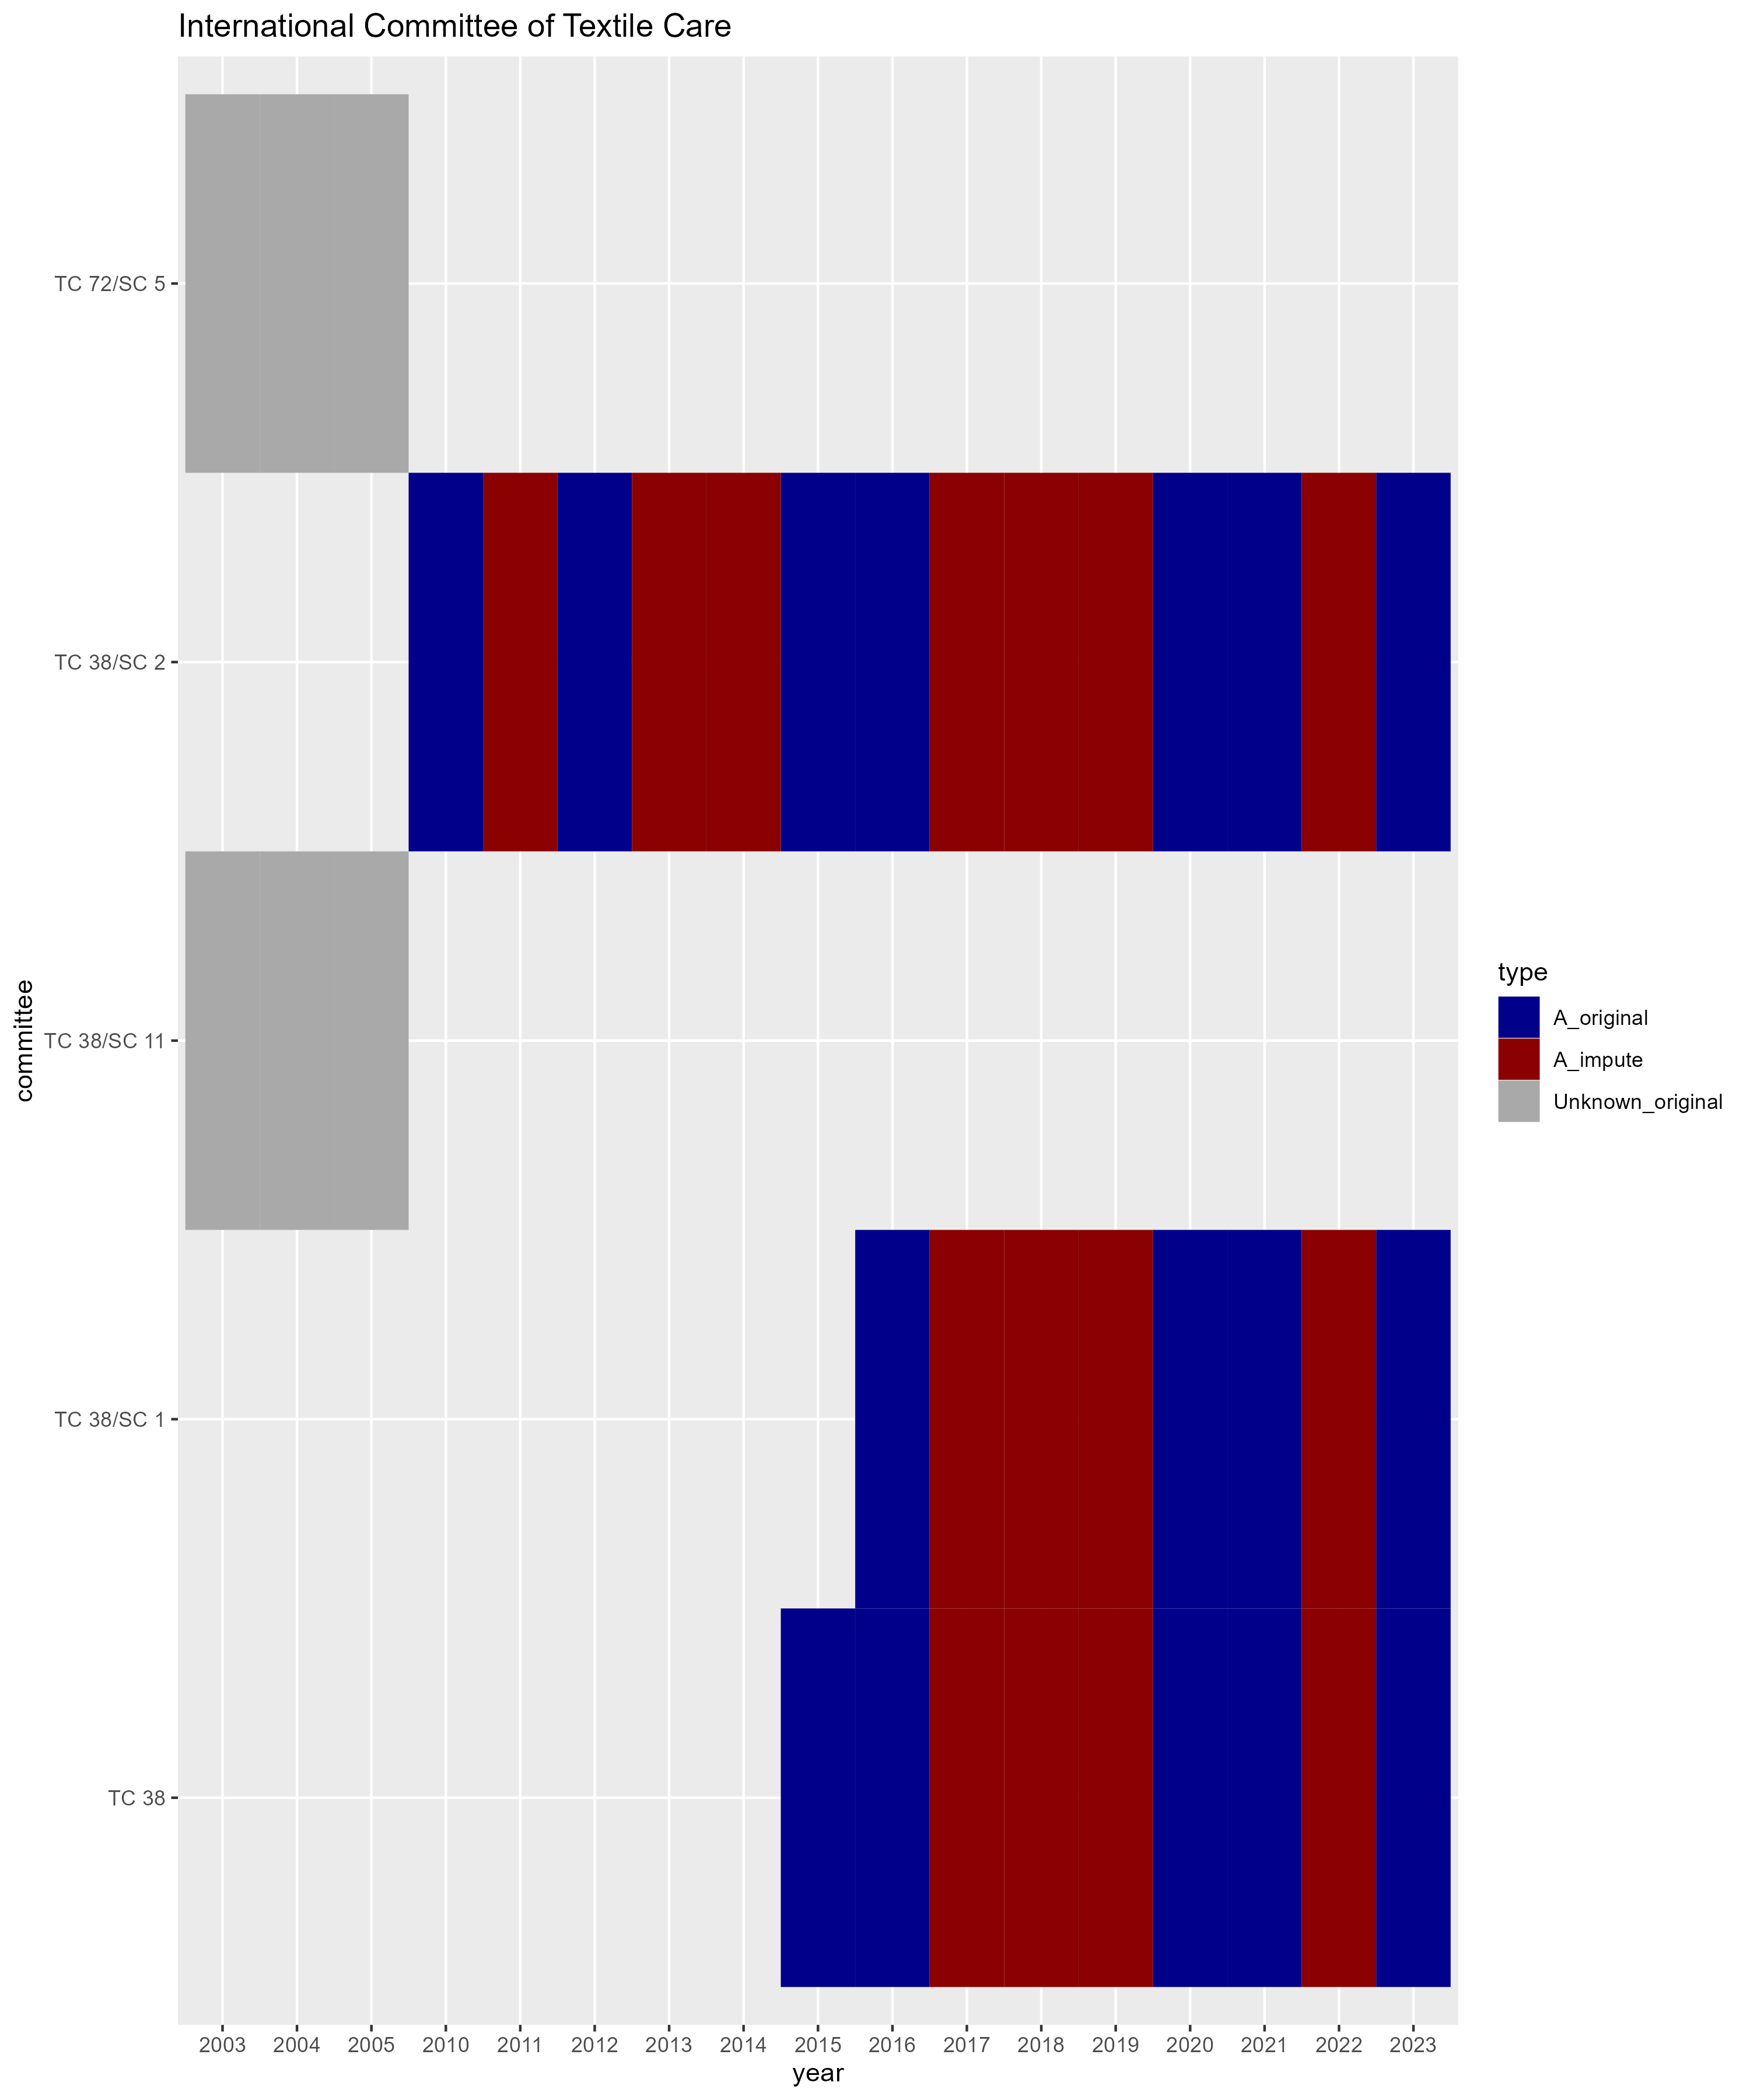 International Committee of Textile Care
committee
TC 72/SC 5
TC 38/SC 2
TC 38/SC 11
TC 38/SC 1
TC 38
2003 2004 2005 2010 2011 2012 2013 2014 2015 2016 2017 2018 2019 2020 2021 2022 2023
year
type
A_original
A_impute
Unknown_original